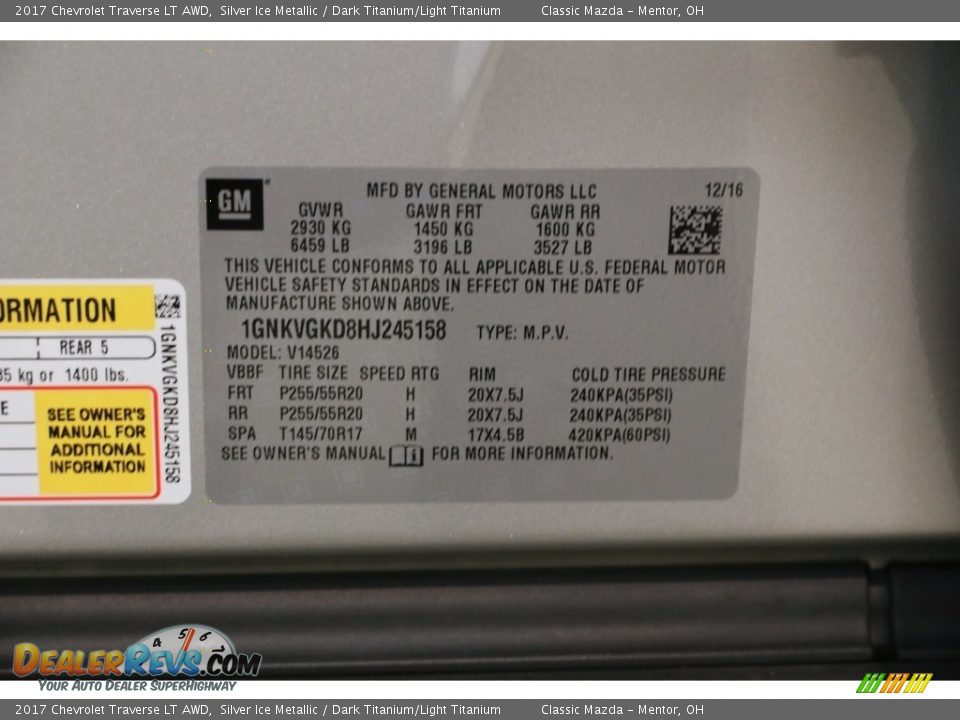 2017 Chevrolet Traverse LT AWD,  Silver Ice Metallic / Dark Titanium/Light Titanium    Classic Mazda – Mentor, OH
GM
MFD BY GENERAL MOTORS LLC 12/16
GVWR GAWR FRT GAWR RR
2930 KG 1450 KG 1600 KG
6459 LB 3196 LB 3527 LB
THIS VEHICLE CONFORMS TO ALL APPLICABLE U.S. FEDERAL MOTOR
VEHICLE SAFETY STANDARDS IN EFFECT ON THE DATE OF
MANUFACTURE SHOWN ABOVE.
1GNKVGKD8HJ245158 TYPE: M.P.V.
MODEL: V14526
VBBF TIRE SIZE SPEED RTG RIM COLD TIRE PRESSURE
FRT P255/55R20 H 20X7.5J 240KPA(35PSI)
RR P255/55R20 H 20X7.5J 240KPA(35PSI)
SPA T145/70R17 M 17X4.5B 420KPA(60PSI)
SEE OWNER'S MANUAL i FOR MORE INFORMATION.
ORMATION
REAR 5
35 kg or 1400 lbs.
E
SEE OWNER'S
MANUAL FOR
ADDITIONAL
INFORMATION
1GNKVGKD8HJ245158
4 5 6
DEALERREVS.COM
YOUR AUTO DEALER SUPERHIGHWAY
2017 Chevrolet Traverse LT AWD,  Silver Ice Metallic / Dark Titanium/Light Titanium    Classic Mazda – Mentor, OH